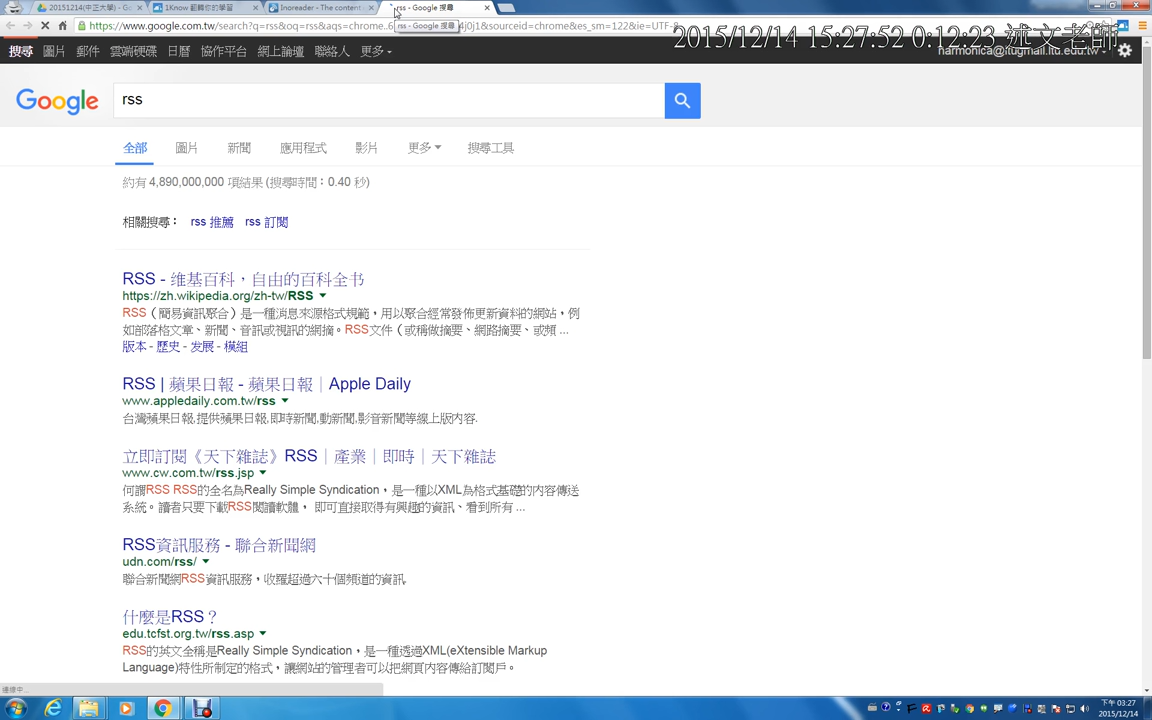 20151214(中正大學) - Go
1Know 翻轉你的學習
Inoreader - The content
rss - Google 搜尋
https://www.google.com.tw/search?q=rss&oq=rss&aqs=chrome.6
j0j1&sourceid=chrome&es_sm=122&ie=UTF-8
rss - Google 搜尋
2015/12/14 15:27:52 0:12:23 述文老師
搜尋 圖片 郵件 雲端硬碟 日曆 協作平台 網上論壇 聯絡人 更多
Google
rss
全部 圖片 新聞 應用程式 影片 更多 搜尋工具
約有 4,890,000,000 項結果 (搜尋時間：0.40 秒)
相關搜尋： rss 推薦 rss 訂閱
RSS - 维基百科，自由的百科全书
https://zh.wikipedia.org/zh-tw/RSS
RSS（簡易資訊聚合）是一種消息來源格式規範，用以聚合經常發佈更新資料的網站，例
如部落格文章、新聞、音訊或視訊的網摘。RSS文件（或稱做摘要、網路摘要、或頻 ...
版本 - 歷史 - 发展 - 模組
RSS | 蘋果日報 - 蘋果日報｜Apple Daily
www.appledaily.com.tw/rss
台灣蘋果日報,提供蘋果日報,即時新聞,動新聞,影音新聞等線上版內容.
立即訂閱《天下雜誌》RSS｜產業｜即時｜天下雜誌
www.cw.com.tw/rss.jsp
何謂RSS RSS的全名為Really Simple Syndication，是一種以XML為格式基礎的內容傳送
系統。讀者只要下載RSS閱讀軟體， 即可直接取得有興趣的資訊、看到所有 ...
RSS資訊服務 - 聯合新聞網
udn.com/rss/
聯合新聞網RSS資訊服務，收羅超過六十個頻道的資訊.
什麼是RSS？
edu.tcfst.org.tw/rss.asp
RSS的英文全稱是Really Simple Syndication，是一種透過XML(eXtensible Markup
Language)特性所制定的格式，讓網站的管理者可以把網頁內容傳給訂閱戶。
連線中...
下午 03:27
2015/12/14